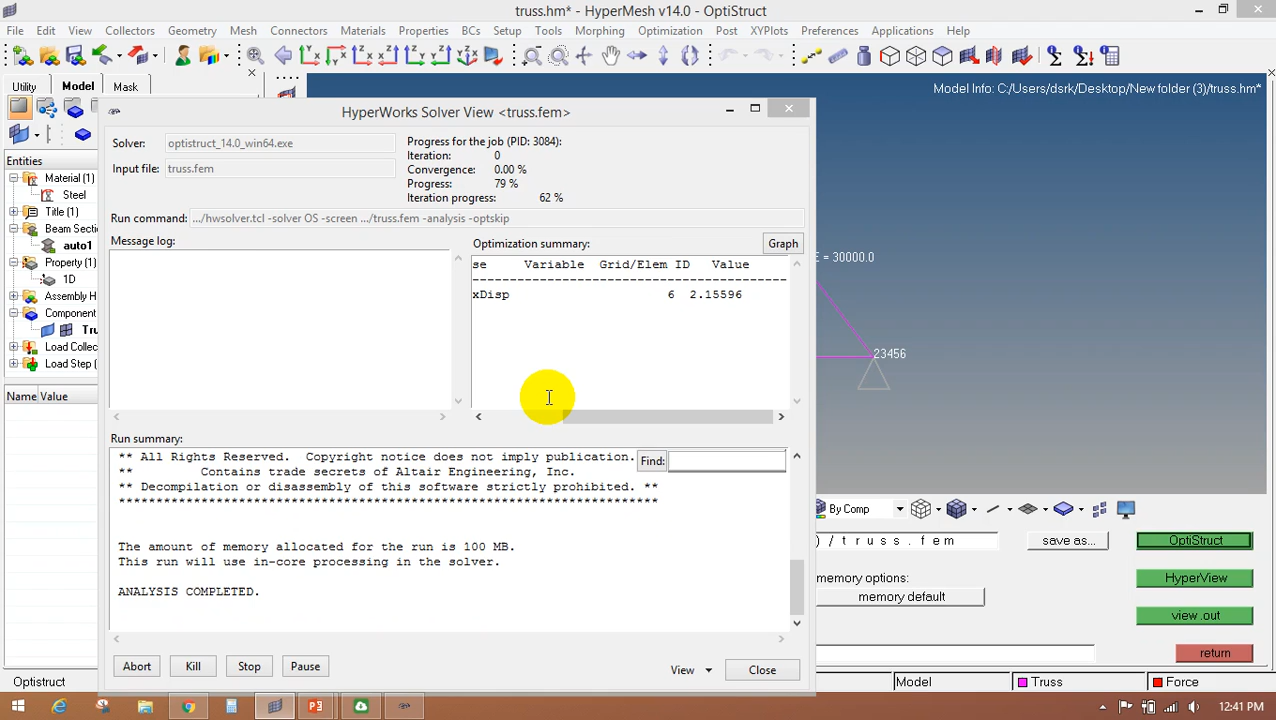 truss.hm* - HyperMesh v14.0 - OptiStruct
File Edit View Collectors Geometry Mesh Connectors Materials Properties BCs Setup Tools Morphing Optimization Post XYPlots Preferences Applications Help
Utility Model Mask
Model Info: C:/Users/dsrk/Desktop/New folder (3)/truss.hm*
Entities
Material (1)
Steel
Title (1)
Beam Secti
auto1
Property (1)
1D
Assembly H
Component
Tru
Load Collec
Load Step (
Name Value
HyperWorks Solver View <truss.fem>
Solver: optistruct_14.0_win64.exe
Input file: truss.fem
Progress for the job (PID: 3084):
Iteration: 0
Convergence: 0.00 %
Progress: 79 %
Iteration progress: 62 %
Run command: .../hwsolver.tcl -solver OS -screen .../truss.fem -analysis -optskip
Message log:
Optimization summary: Graph
se Variable Grid/Elem ID Value
--------------------------------------------
xDisp 6 2.15596
Run summary:
** All Rights Reserved. Copyright notice does not imply publication.
Find:
** Contains trade secrets of Altair Engineering, Inc.
** Decompilation or disassembly of this software strictly prohibited. **
************************************************************************
The amount of memory allocated for the run is 100 MB.
This run will use in-core processing in the solver.
ANALYSIS COMPLETED.
Abort Kill Stop Pause View Close
E = 30000.0
23456
By Comp
) / t r u s s . f e m save as... OptiStruct
memory options: HyperView
memory default
view .out
return
Optistruct Model Truss Force
12:41 PM